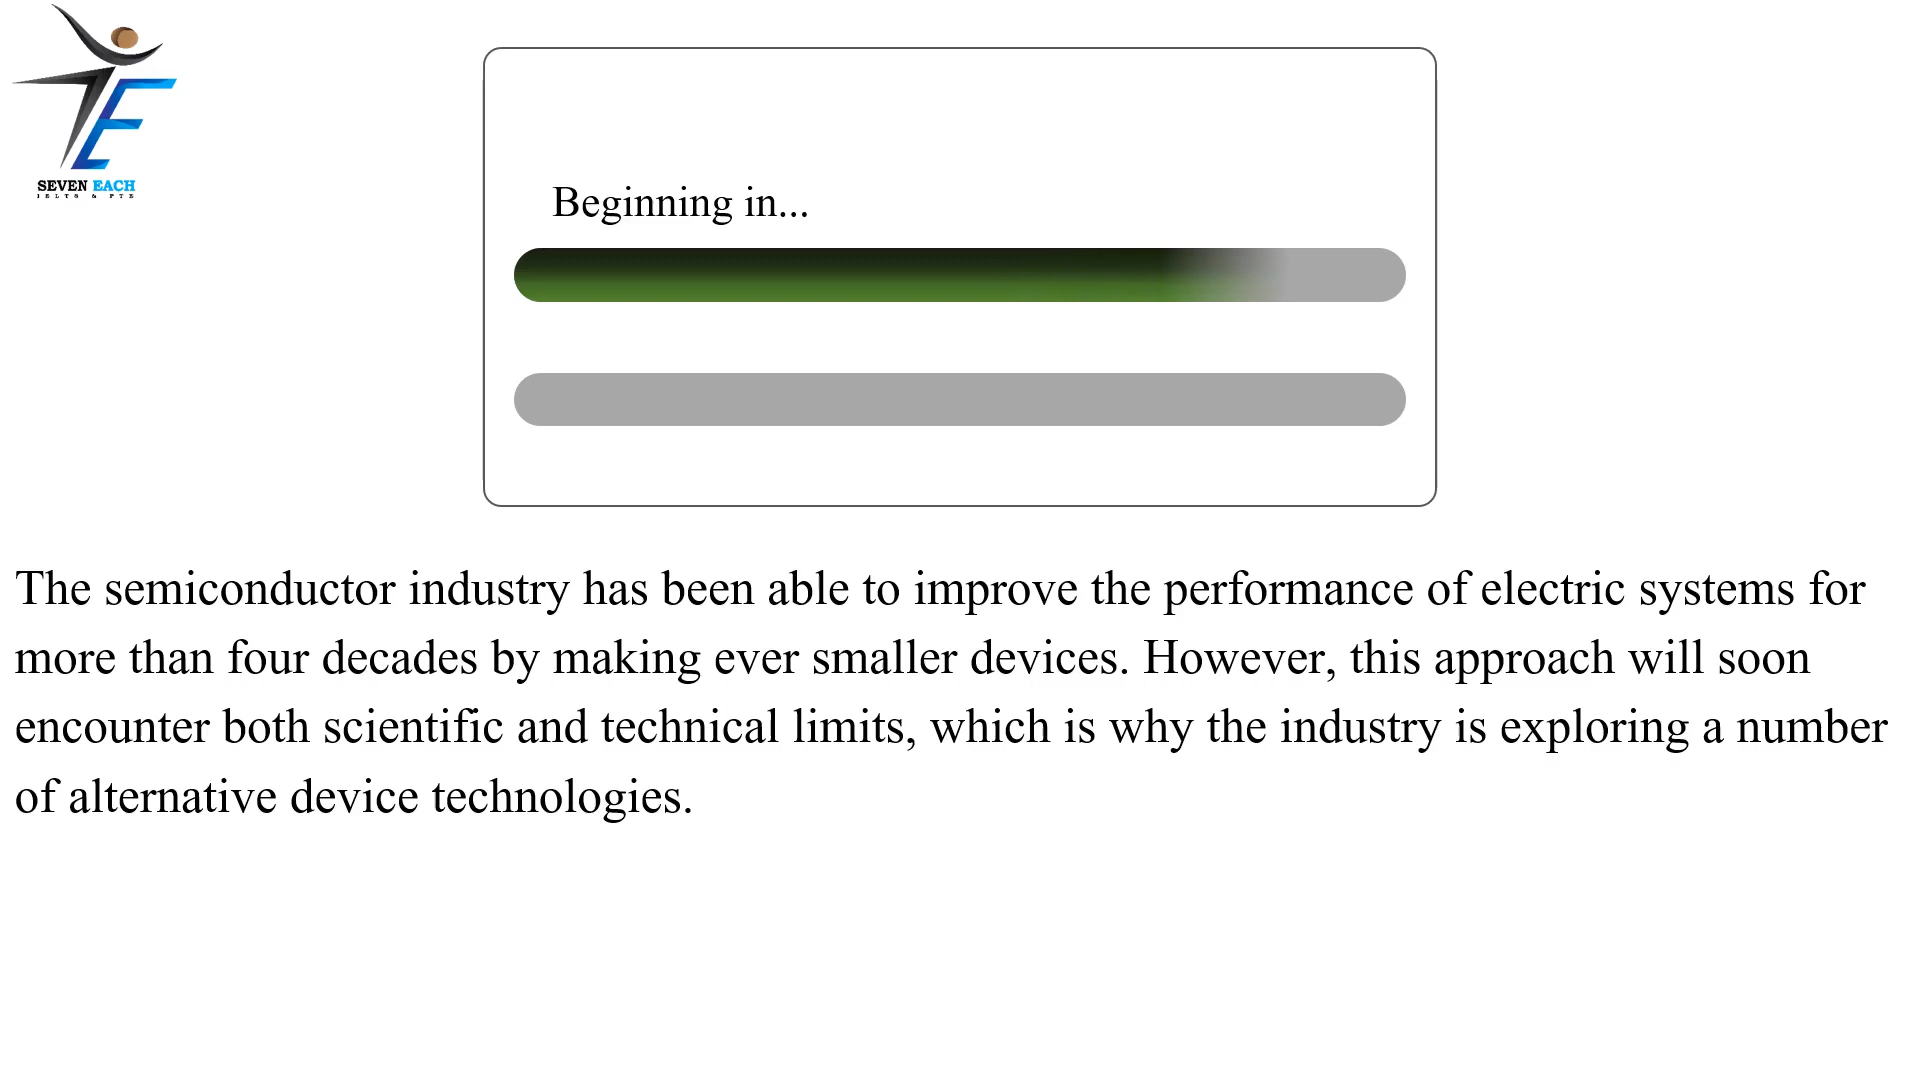 SEVEN EACH
IELTS & PTE
Beginning in...
The semiconductor industry has been able to improve the performance of electric systems for
more than four decades by making ever smaller devices. However, this approach will soon
encounter both scientific and technical limits, which is why the industry is exploring a number
of alternative device technologies.